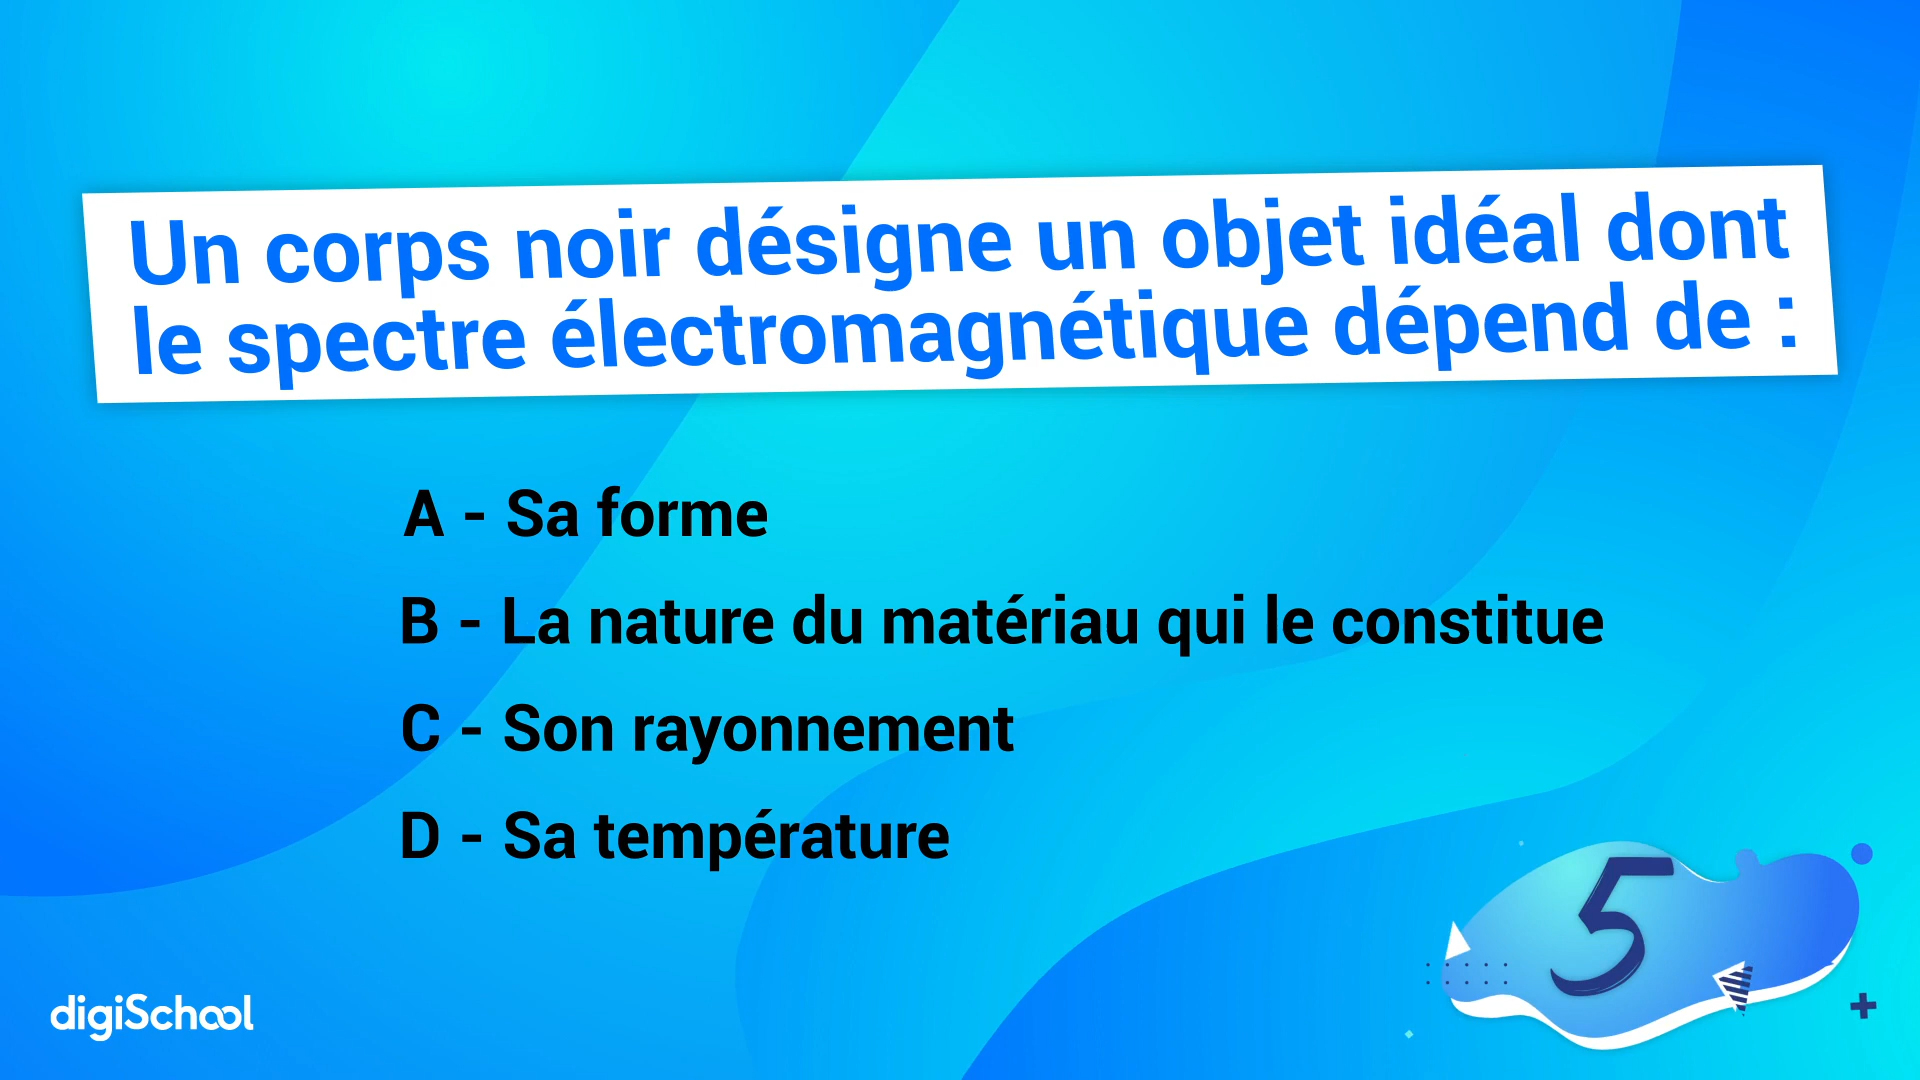 Un corps noir désigne un objet idéal dont
le spectre électromagnétique dépend de :
A - Sa forme
B - La nature du matériau qui le constitue
C - Son rayonnement
D - Sa température
5
digiSchool